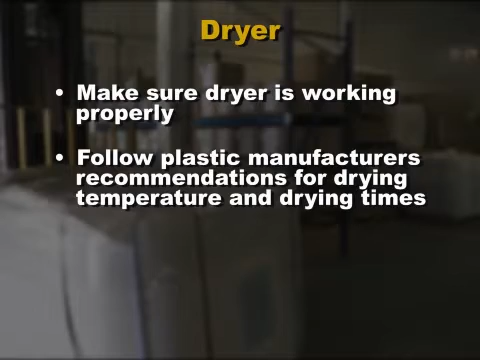 Dryer
• Make sure dryer is working
properly
• Follow plastic manufacturers
recommendations for drying
temperature and drying times